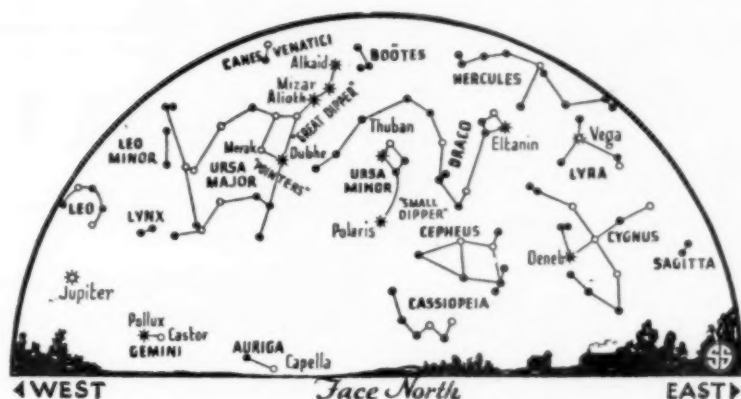 CANES VENATICI
Alkaid
BOÖTES
HERCULES
Mizar
Alioth
"GREAT DIPPER"
LEO
MINOR
Merak
Dubhe
URSA
MAJOR
"POINTERS"
Thuban
DRACO
Eltanin
Vega
LYRA
URSA
MINOR
"SMALL
DIPPER"
Polaris
LEO
LYNX
CEPHEUS
CYGNUS
Deneb
SAGITTA
Jupiter
CASSIOPEIA
Pollux
Castor
GEMINI
AURIGA
Capella
WEST
Face North
EAST